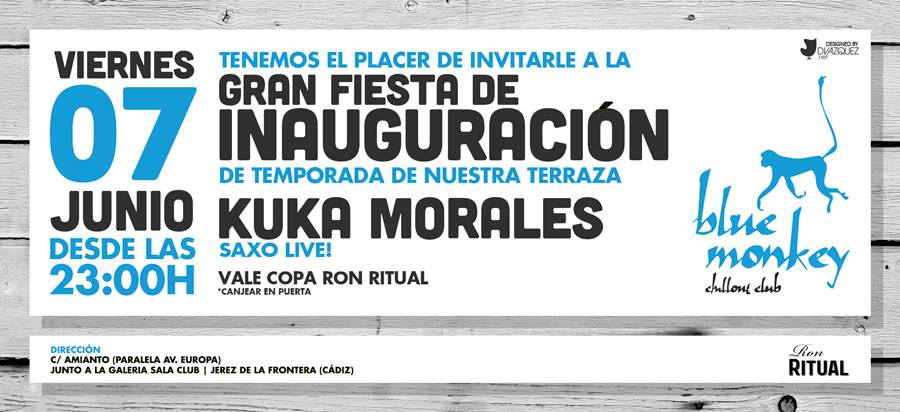 VIERNES
07
JUNIO
DESDE LAS
23:00H
TENEMOS EL PLACER DE INVITARLE A LA
GRAN FIESTA DE
INAUGURACIÓN
DE TEMPORADA DE NUESTRA TERRAZA
KUKA MORALES
SAXO LIVE!
VALE COPA RON RITUAL
*CANJEAR EN PUERTA
DESIGNED BY
DVAZQUEZ
.net
blue
monkey
chillout club
DIRECCIÓN
C/ AMIANTO (PARALELA AV. EUROPA)
JUNTO A LA GALERIA SALA CLUB | JEREZ DE LA FRONTERA (CÁDIZ)
Ron
RITUAL